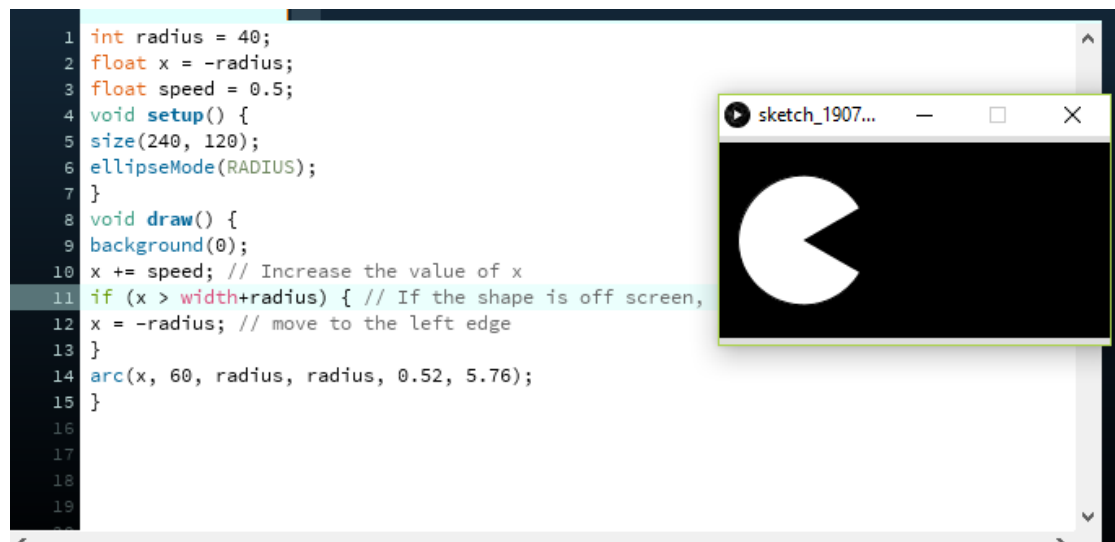 1 int radius = 40;
2 float x = -radius;
3 float speed = 0.5;
4 void setup() {
5 size(240, 120);
6 ellipseMode(RADIUS);
7 }
8 void draw() {
9 background(0);
10 x += speed; // Increase the value of x
11 if (x > width+radius) { // If the shape is off screen,
12 x = -radius; // move to the left edge
13 }
14 arc(x, 60, radius, radius, 0.52, 5.76);
15 }
16
17
18
19
sketch_1907...